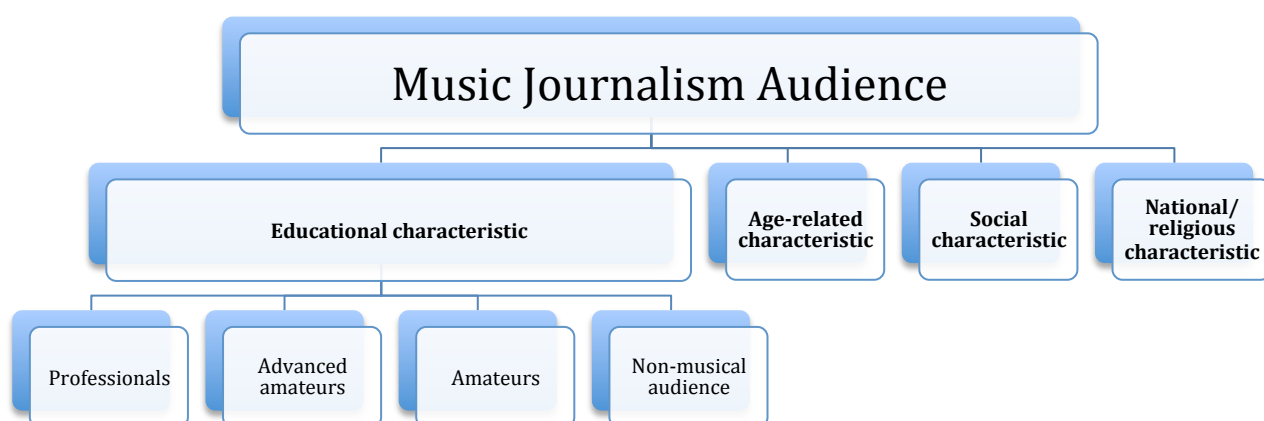 Music Journalism Audience
Educational characteristic
Age-related
characteristic
Social
characteristic
National/
religious
characteristic
Professionals
Advanced
amateurs
Amateurs
Non-musical
audience